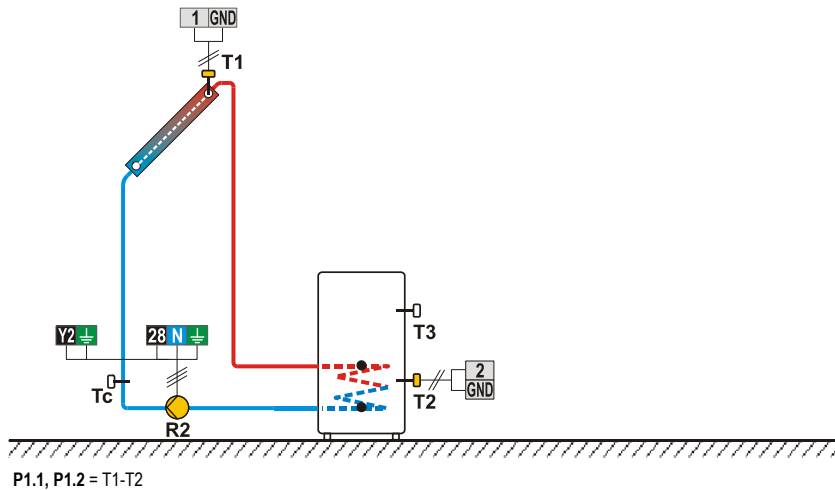 1 GND
T1
T3
Y2 28 N
2
GND
Tc
T2
R2
P1.1, P1.2 = T1-T2